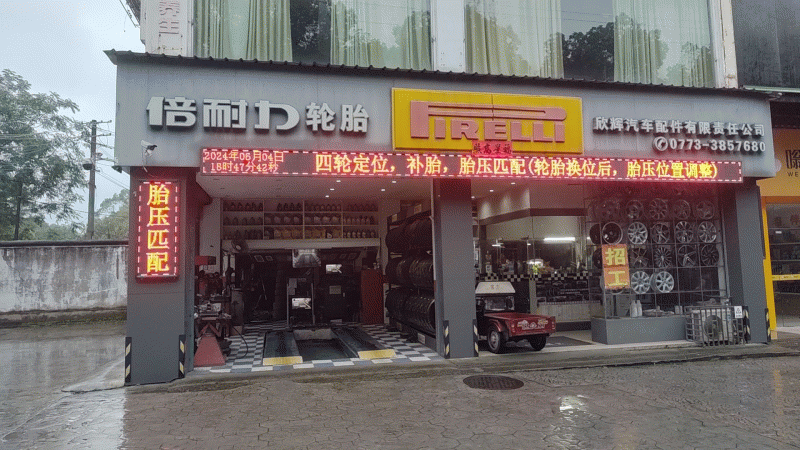 养生
倍耐力轮胎
PIRELLI
欣辉汽车配件有限责任公司
0773-3857680
2024年06月04日
16时47分42秒
四轮定位，补胎，胎压匹配(轮胎换位后，胎压位置调整)
胎压匹配
招工